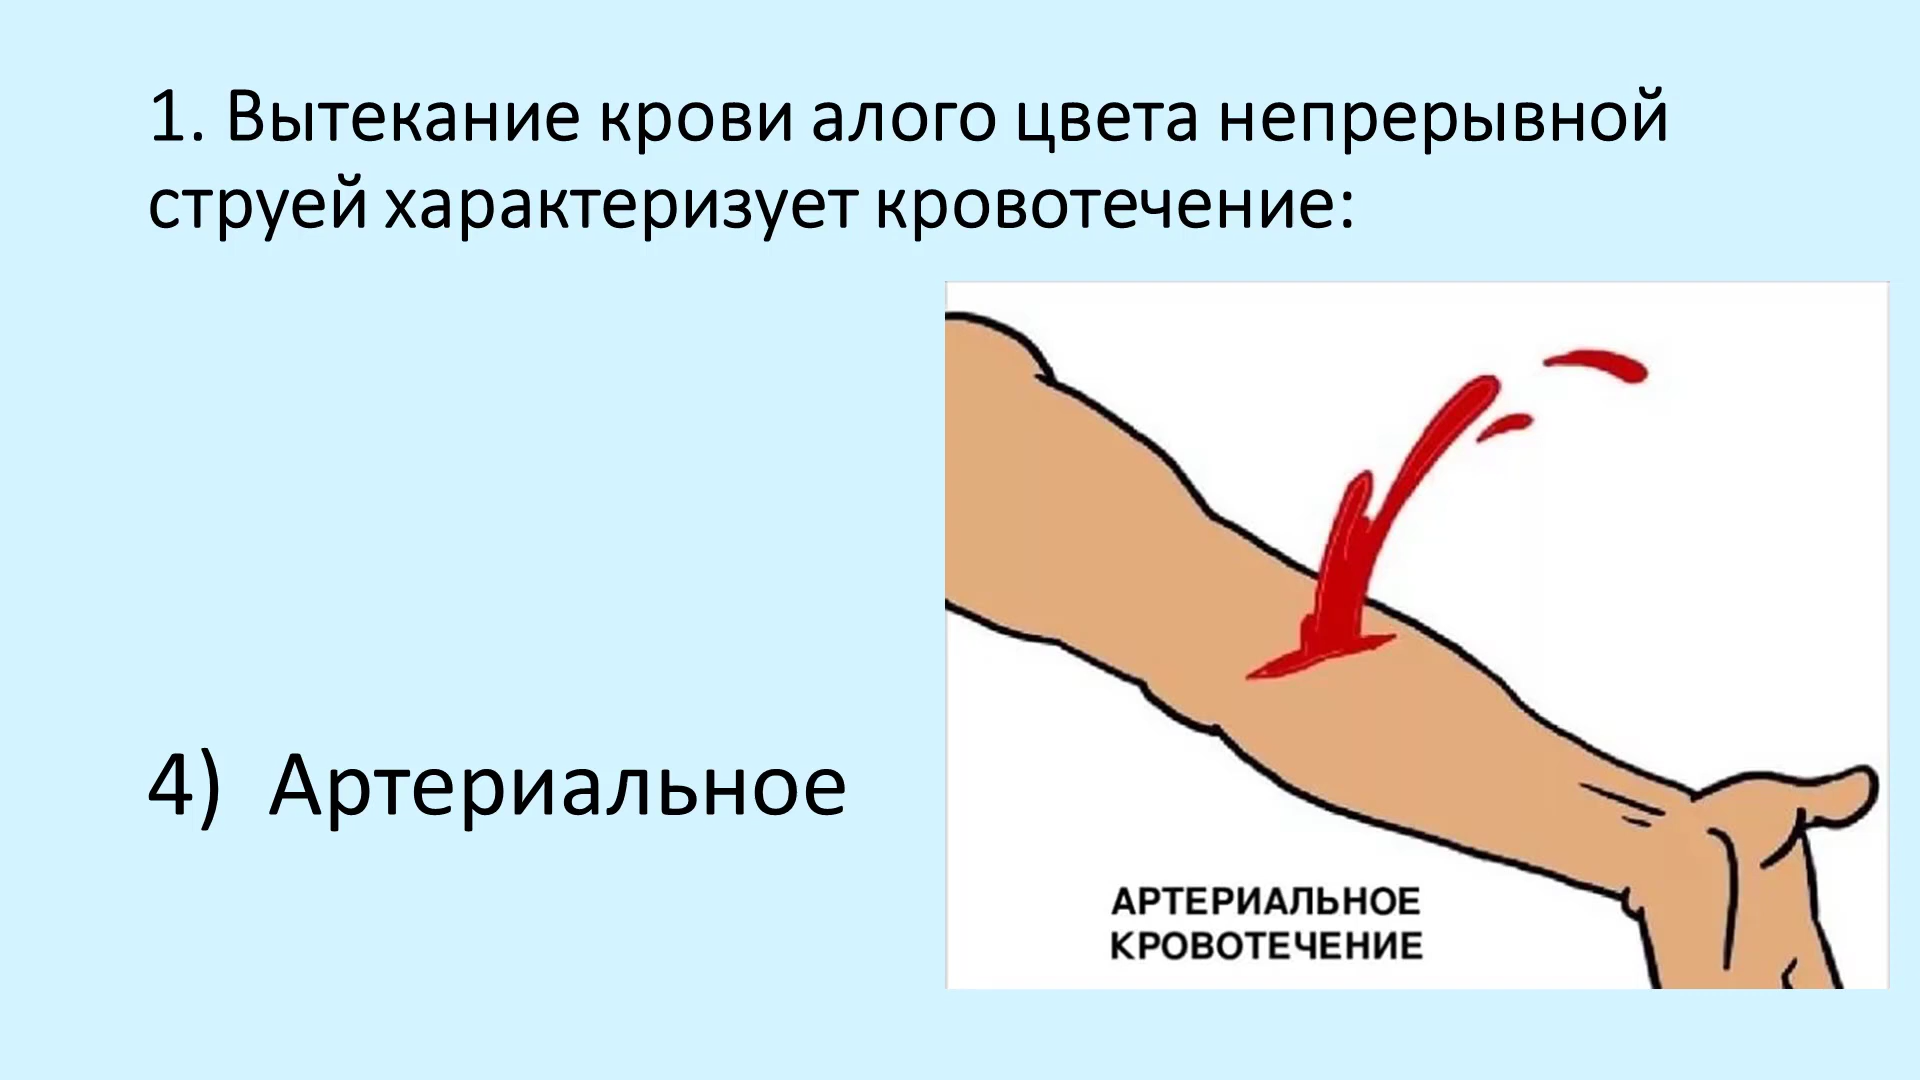 1. Вытекание крови алого цвета непрерывной
струей характеризует кровотечение:
4) Артериальное
АРТЕРИАЛЬНОЕ
КРОВОТЕЧЕНИЕ